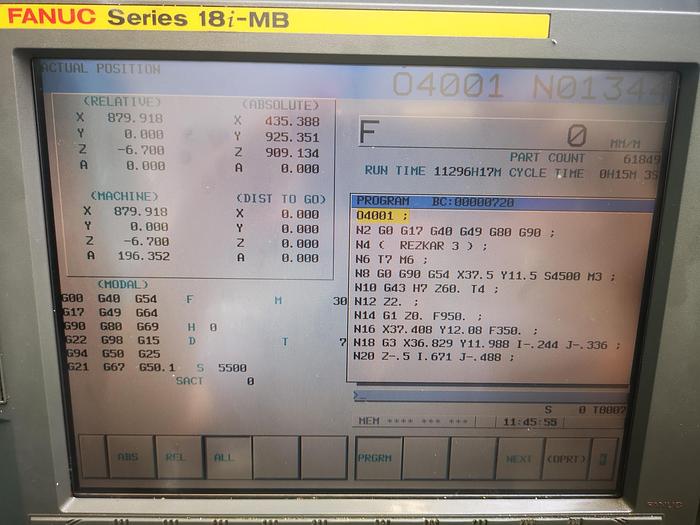 FANUC Series 18i-MB
ACTUAL POSITION
O4001 N01344
(RELATIVE) (ABSOLUTE)
X 879.918 X 435.388
Y 0.000 Y 925.351
Z -6.700 Z 909.134
A 0.000 A 0.000
(MACHINE) (DIST TO GO)
X 879.918 X 0.000
Y 0.000 Y 0.000
Z -6.700 Z 0.000
A 196.352 A 0.000
(MODAL)
G00 G40 G54 F M 30
G17 G49 G64
G90 G80 G69 H 0
G22 G98 G15 D T 7
G94 G50 G25
G21 G67 G50.1 S 5500
SACT 0
F 0 MM/M
PART COUNT 61849
RUN TIME 11296H17M CYCLE TIME 0H15M 3S
PROGRAM BC:00000720
O4001 ;
N2 G0 G17 G40 G49 G80 G90 ;
N4 ( REZKAR 3 ) ;
N6 T7 M6 ;
N8 G0 G90 G54 X37.5 Y11.5 S4500 M3 ;
N10 G43 H7 Z60. T4 ;
N12 Z2. ;
N14 G1 Z0. F950. ;
N16 X37.408 Y12.08 F350. ;
N18 G3 X36.829 Y11.988 I-.244 J-.336 ;
N20 Z-.5 I.671 J-.488 ;
>_
S 0 T0007
MEM **** *** *** 11:45:55
ABS REL ALL PRGRM NEXT (OPRT)
FANUC